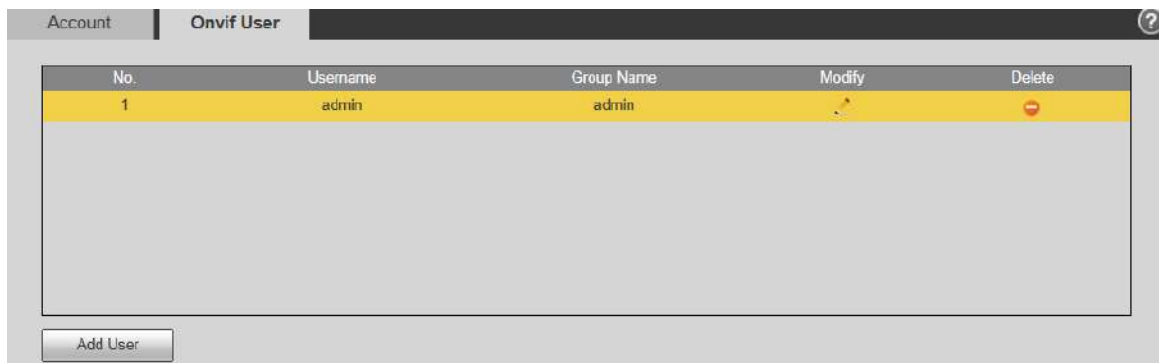 Account Onvif User ?
No. Username Group Name Modify Delete
1 admin admin
Add User